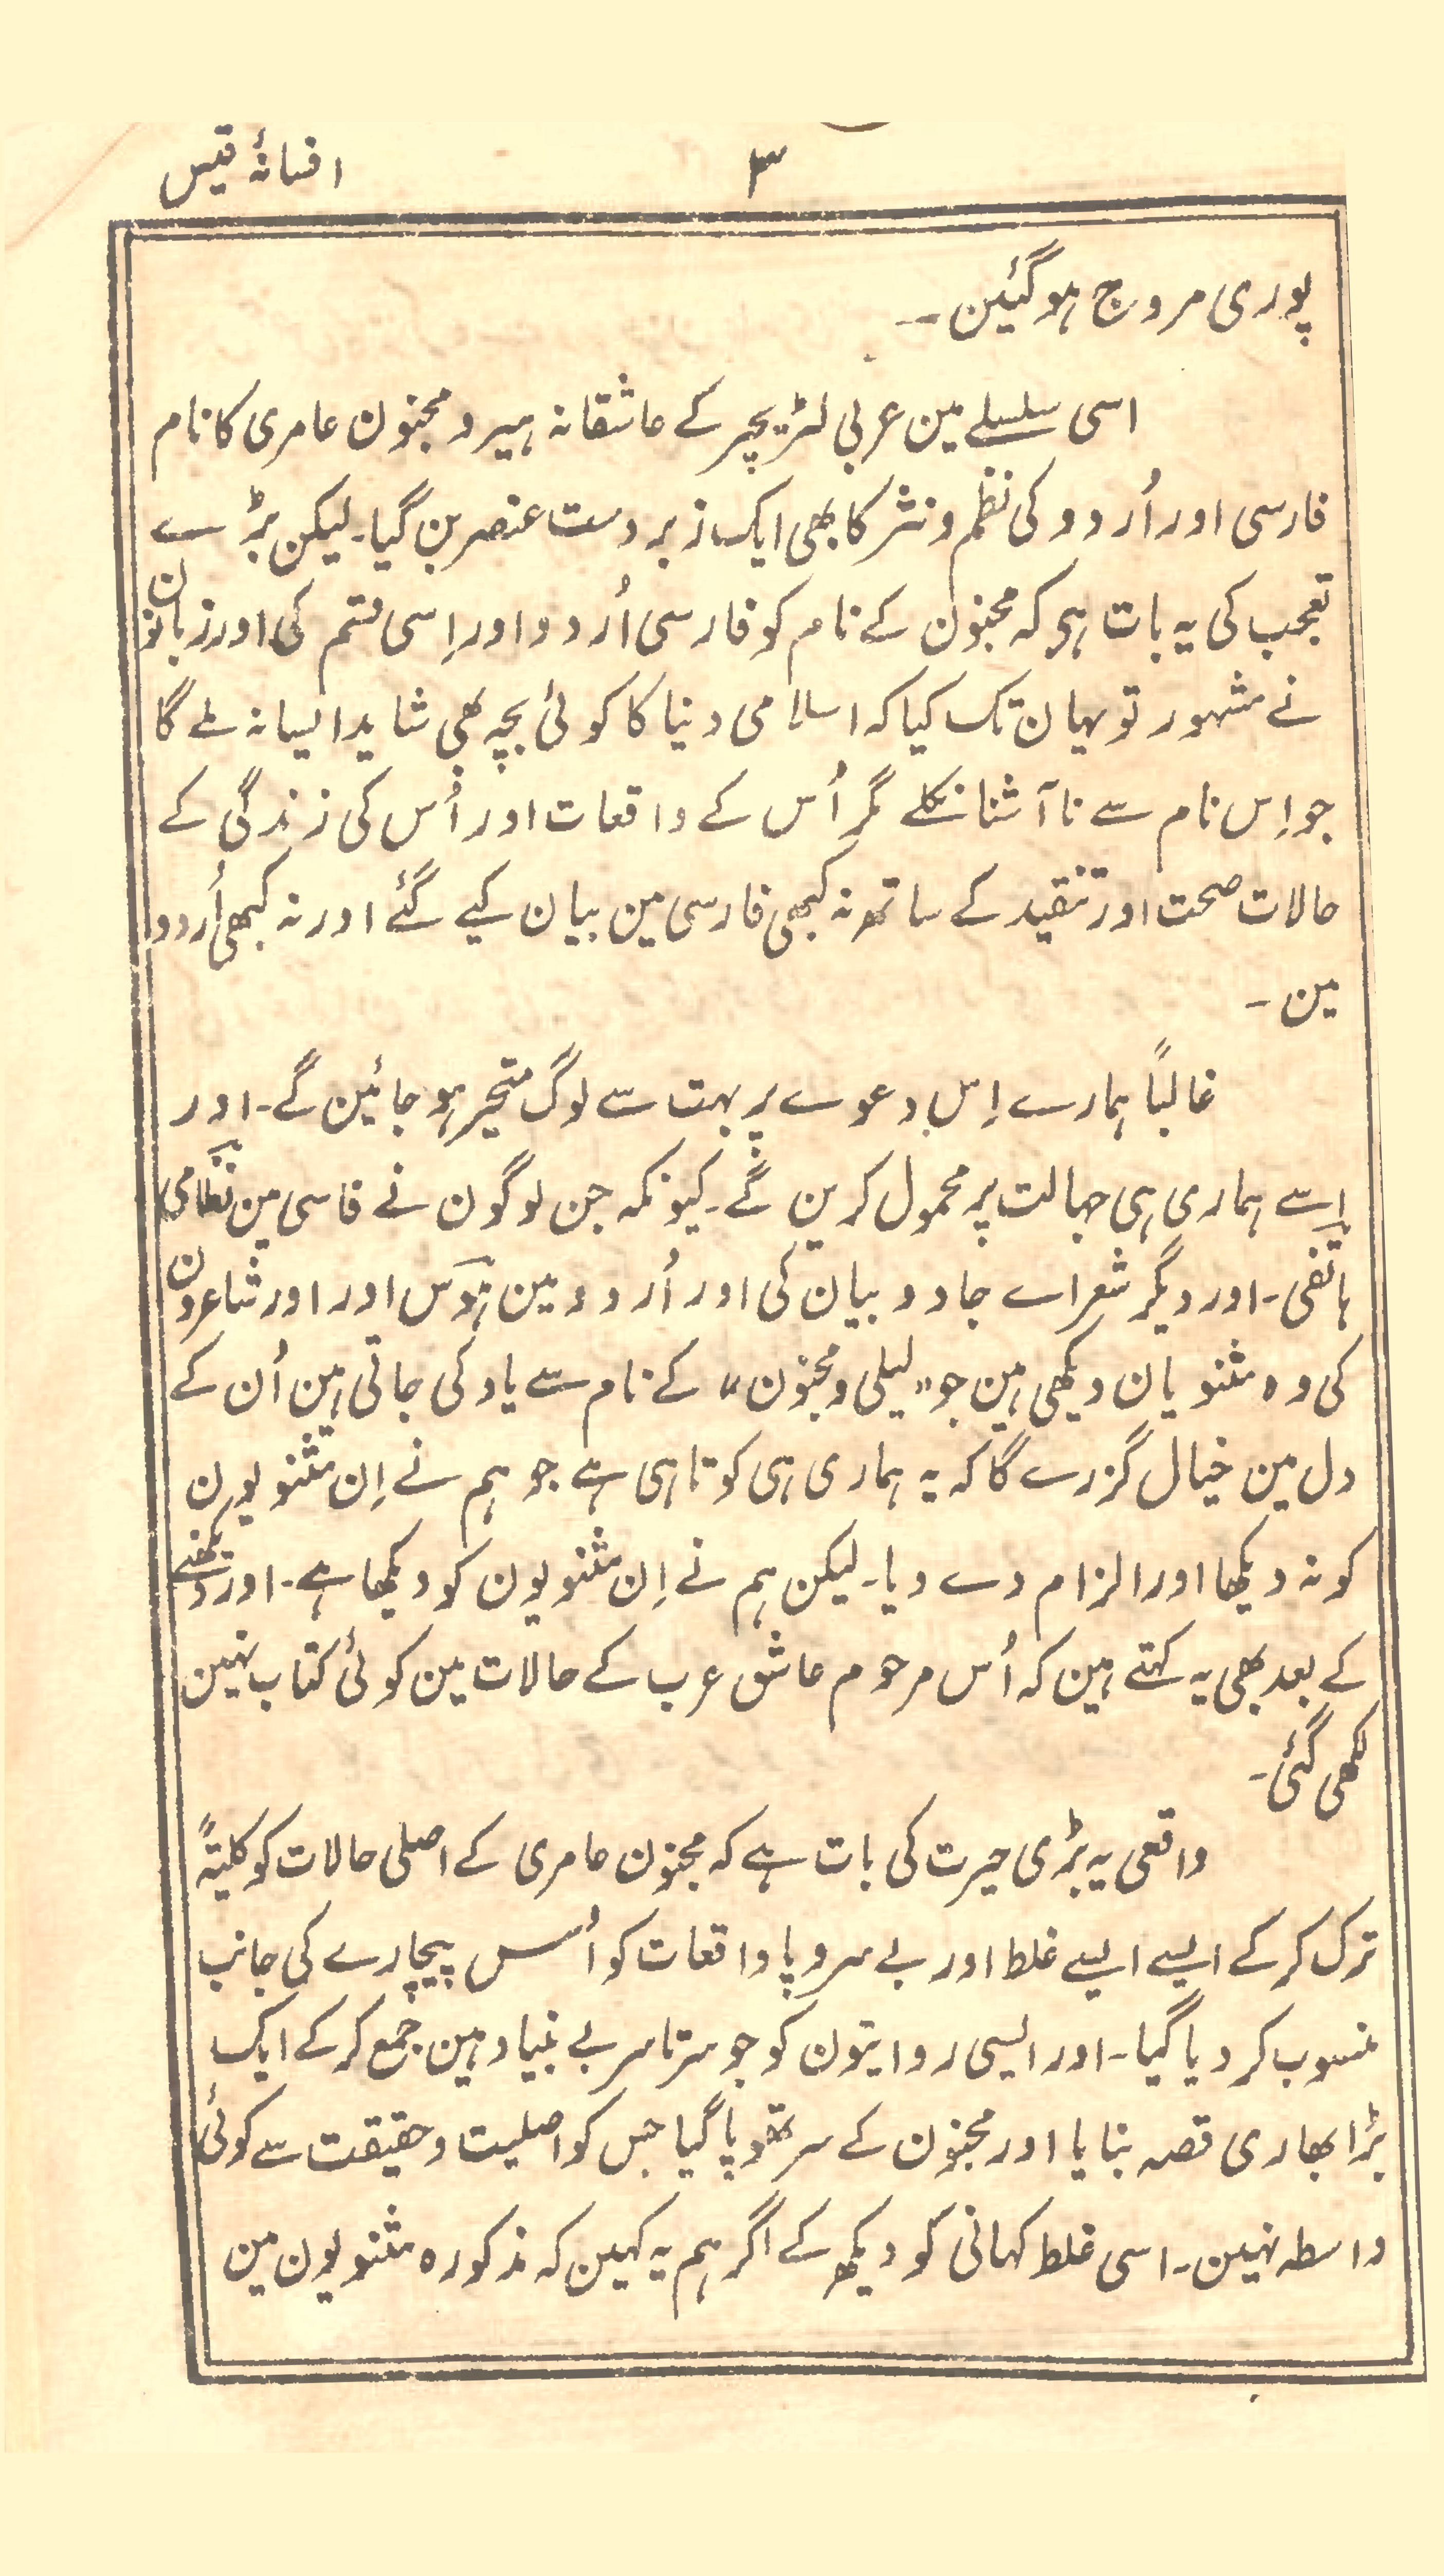 ۳ افسانۂ قیس
پوری مروج ہو گئین۔
اسی سلسلے مین عربی لٹریچر کے عاشقانہ ہیرو مجنون عامری کا نام
فارسی اور اُردو کی نظم و نثر کا بھی ایک زبردست عنصر بن گیا۔ لیکن بڑے
تعجب کی یہ بات ہی کہ مجنون کے نام کو فارسی اُردو اور اِسی قسم کی اور زبانون
نے مشہور تو یہان تک کیا کہ اسلامی دنیا کا کوئی بچہ بھی شاید ایسا نہ ملے گا
جو اِس نام سے نا آشنا نکلے مگر اُس کے واقعات اور اُس کی زندگی کے
حالات صحت اور تنقید کے ساتھ نہ کبھی فارسی مین بیان کیے گئے اور نہ کبھی اُردو
مین۔
غالباً ہمارے اِس دعوے پر بہت سے لوگ متحیر ہو جائین گے۔ اور
اِسے ہماری ہی جہالت پر محمول کرین گے۔ کیونکہ جن لوگون نے فاسی مین نظامی
ہاتفی۔ اور دیگر شعراے جادو بیان کی اور اُردو مین ہوس اور اور شاعرون
کی وہ مثنویان دیکھی ہین جو "لیلی و مجنون" کے نام سے یاد کی جاتی ہین اُن کے
دل مین خیال گزرے گا کہ یہ ہماری ہی کوتاہی ہے جو ہم نے اِن مثنویون
کو نہ دیکھا اور الزام دے دیا۔ لیکن ہم نے اِن مثنویون کو دیکھا ہے۔ اور دیکھنے
کے بعد بھی یہ کہتے ہین کہ اُس مرحوم عاشق عرب کے حالات مین کوئی کتاب نہین
لکھی گئی۔
واقعی یہ بڑی حیرت کی بات ہے کہ مجنون عامری کے اصلی حالات کو کلیتہً
ترک کر کے ایسے ایسے غلط اور بے سر و پا واقعات کو اُس بیچارے کی جانب
منسوب کر دیا گیا۔ اور ایسی روایتون کو جو سرتاسر بے بنیاد ہین جمع کر کے ایک
بڑا بھاری قصہ بنایا اور مجنون کے سر تھوپا گیا جس کو اصلیت و حقیقت سے کوئی
واسطہ نہین۔ اسی غلط کہانی کو دیکھ کے اگر ہم یہ کہین کہ مذکورہ مثنویون مین